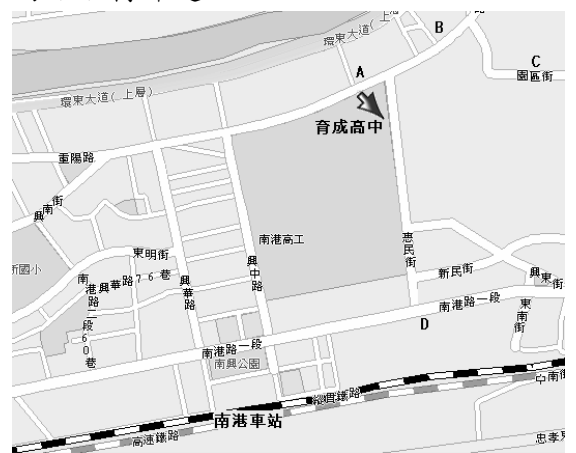 環東大道(上層)
B
C
園區街
A
環東大道(上層)
育成高中
重陽路
興南街
南港高工
惠民街
東明街
興華路76巷
南港路二段60巷
興華路
興中路
新民街
興東街
南港路一段
東南街
D
南港路一段
南興公園
南港車站
縱貫鐵路
高速鐵路
中南街
忠孝東